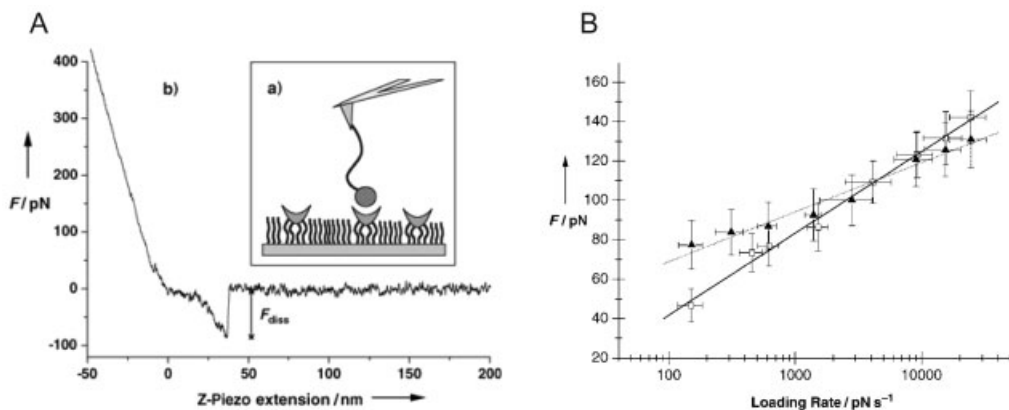 A
B
400
300
200
100
0
-100
F / pN
b)
a)
F diss
-50
0
50
100
150
200
Z-Piezo extension / nm
160
140
120
100
80
60
40
20
F / pN
100
1000
10000
Loading Rate / pN s⁻¹